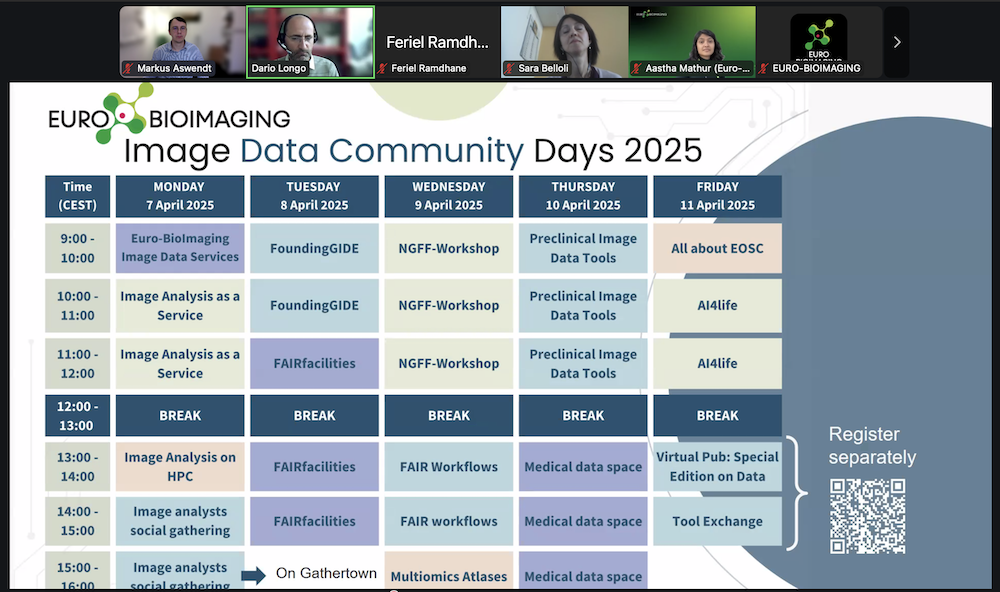 Feriel Ramdh...
Markus Aswendt
Dario Longo
Feriel Ramdhane
Sara Belloli
Aastha Mathur (Euro-...
EURO
EURO-BIOIMAGING
EURO BIOIMAGING
Image Data Community Days 2025
Time
(CEST)
MONDAY
7 April 2025
TUESDAY
8 April 2025
WEDNESDAY
9 April 2025
THURSDAY
10 April 2025
FRIDAY
11 April 2025
9:00 -
10:00
Euro-BioImaging
Image Data Services
FoundingGIDE
NGFF-Workshop
Preclinical Image
Data Tools
All about EOSC
10:00 -
11:00
Image Analysis as a
Service
FoundingGIDE
NGFF-Workshop
Preclinical Image
Data Tools
AI4life
11:00 -
12:00
Image Analysis as a
Service
FAIRfacilities
NGFF-Workshop
Preclinical Image
Data Tools
AI4life
12:00 -
13:00
BREAK
BREAK
BREAK
BREAK
BREAK
13:00 -
14:00
Image Analysis on
HPC
FAIRfacilities
FAIR Workflows
Medical data space
Virtual Pub: Special
Edition on Data
14:00 -
15:00
Image analysts
social gathering
FAIRfacilities
FAIR workflows
Medical data space
Tool Exchange
15:00 -
16:00
Image analysts
social gathering
On Gathertown
Multiomics Atlases
Medical data space
Register
separately